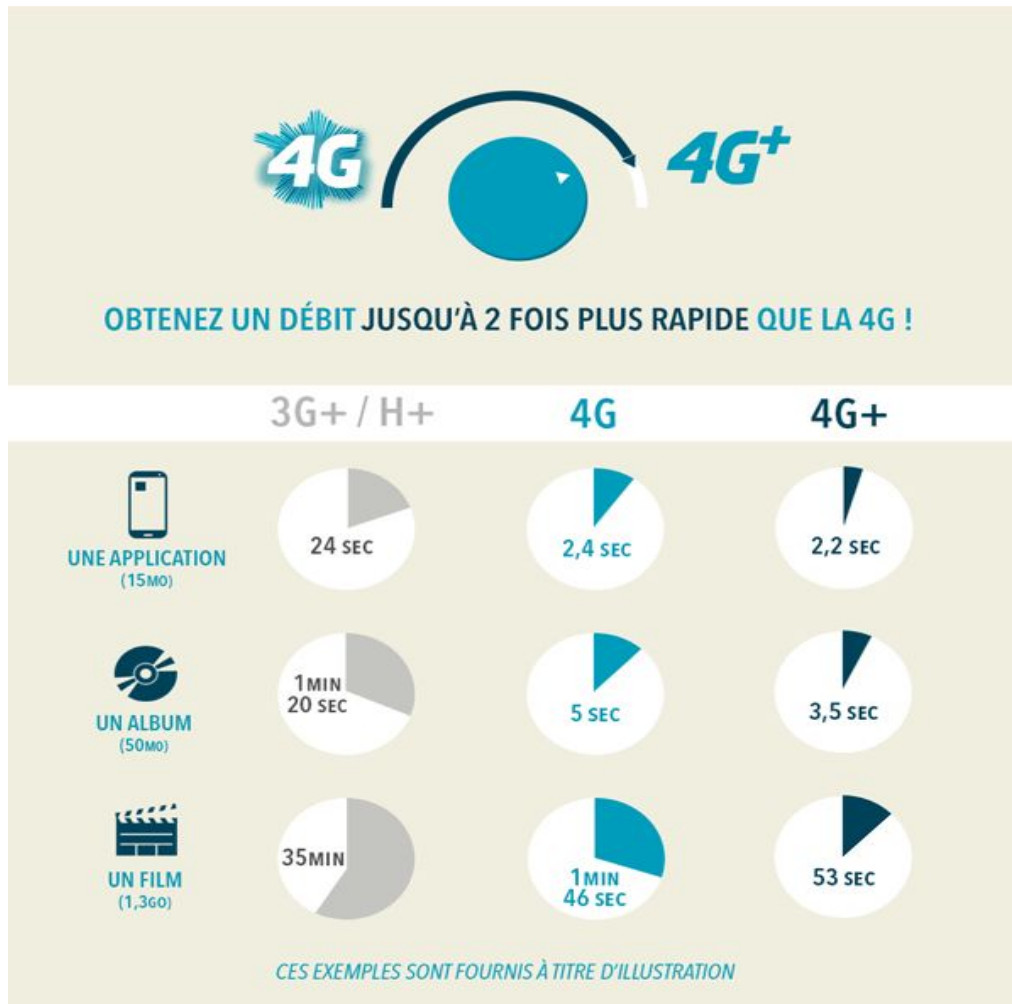 4G
4G+
OBTENEZ UN DÉBIT JUSQU'À 2 FOIS PLUS RAPIDE QUE LA 4G !
3G+ / H+ 4G 4G+
UNE APPLICATION
(15MO)
24 SEC
2,4 SEC
2,2 SEC
UN ALBUM
(50MO)
1MIN
20 SEC
5 SEC
3,5 SEC
UN FILM
(1,3GO)
35MIN
1MIN
46 SEC
53 SEC
CES EXEMPLES SONT FOURNIS À TITRE D'ILLUSTRATION